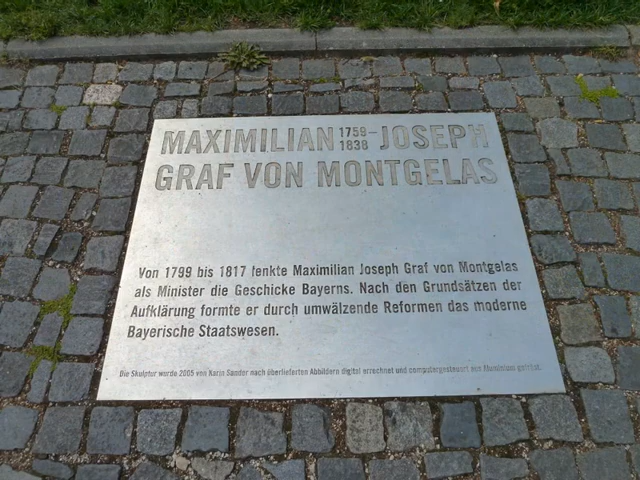 MAXIMILIAN 1759–1838 JOSEPH
GRAF VON MONTGELAS
Von 1799 bis 1817 lenkte Maximilian Joseph Graf von Montgelas
als Minister die Geschicke Bayerns. Nach den Grundsätzen der
Aufklärung formte er durch umwälzende Reformen das moderne
Bayerische Staatswesen.
Die Skulptur wurde 2005 von Karin Sander nach überlieferten Abbildern digital errechnet und computergesteuert aus Aluminium gefräst.